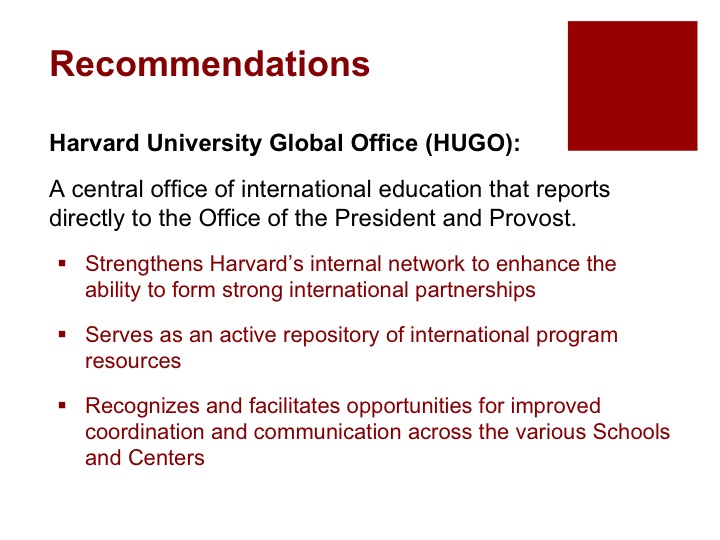 Recommendations
Harvard University Global Office (HUGO):
A central office of international education that reports
directly to the Office of the President and Provost.
▪ Strengthens Harvard’s internal network to enhance the
ability to form strong international partnerships
▪ Serves as an active repository of international program
resources
▪ Recognizes and facilitates opportunities for improved
coordination and communication across the various Schools
and Centers